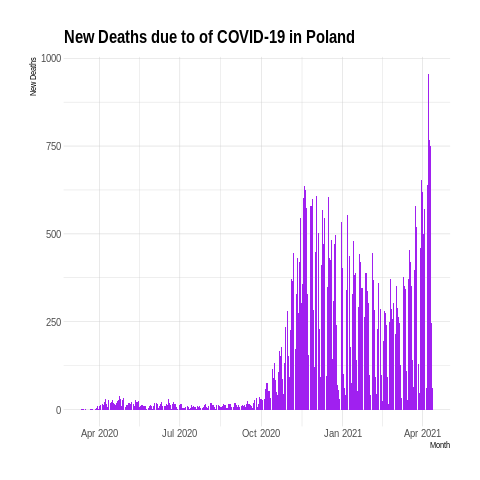 New Deaths due to of COVID-19 in Poland
New Deaths
1000
750
500
250
0
Apr 2020
Jul 2020
Oct 2020
Jan 2021
Apr 2021
Month